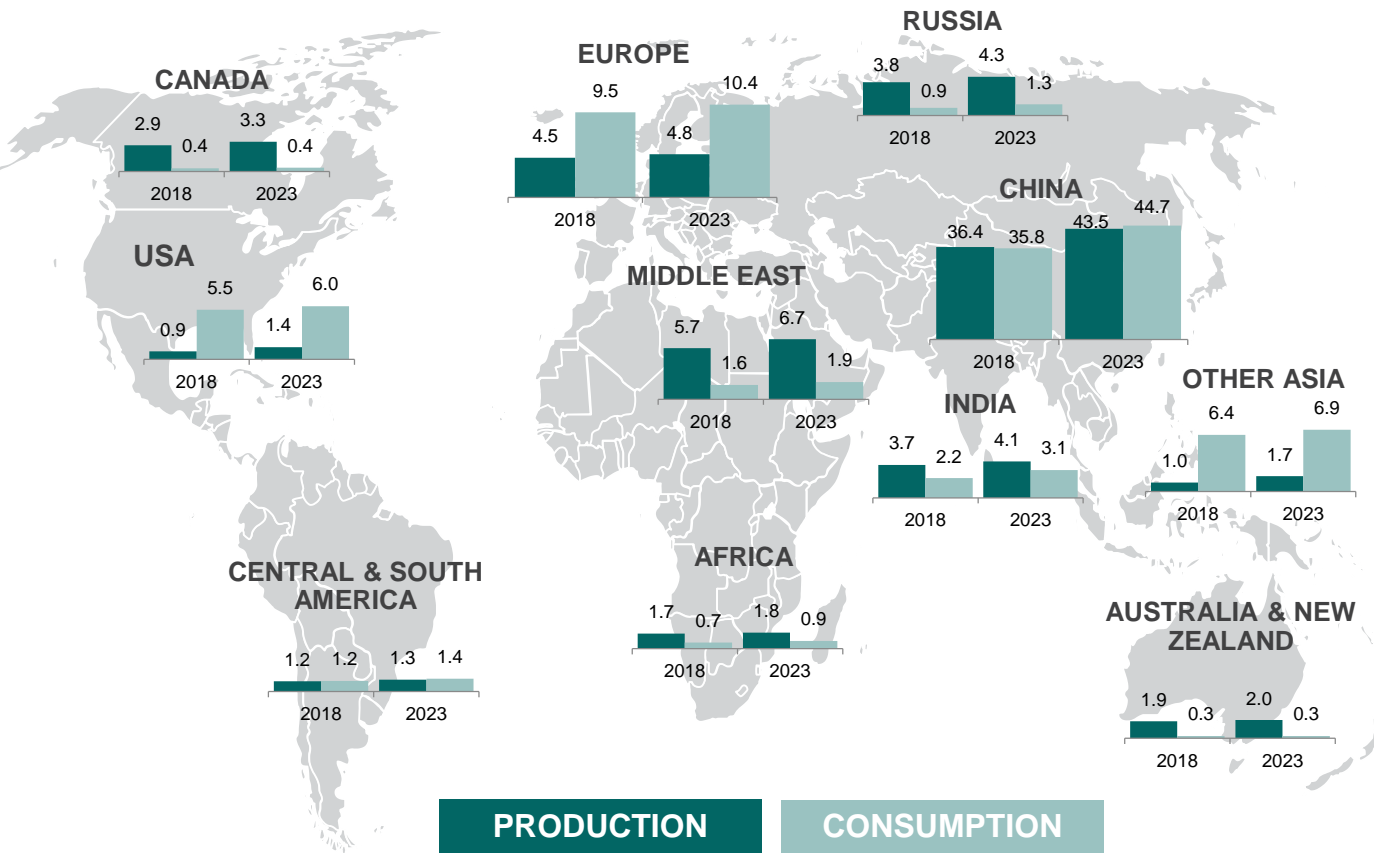 RUSSIA
3.8 0.9 4.3 1.3
2018 2023
EUROPE
4.5 9.5 4.8 10.4
2018 2023
CANADA
2.9 0.4 3.3 0.4
2018 2023
CHINA
36.4 35.8 43.5 44.7
2018 2023
USA
0.9 5.5 1.4 6.0
2018 2023
MIDDLE EAST
5.7 1.6 6.7 1.9
2018 2023
OTHER ASIA
1.0 6.4 1.7 6.9
2018 2023
INDIA
3.7 2.2 4.1 3.1
2018 2023
AFRICA
1.7 0.7 1.8 0.9
2018 2023
CENTRAL & SOUTH
AMERICA
1.2 1.2 1.3 1.4
2018 2023
AUSTRALIA & NEW
ZEALAND
1.9 0.3 2.0 0.3
2018 2023
PRODUCTION CONSUMPTION